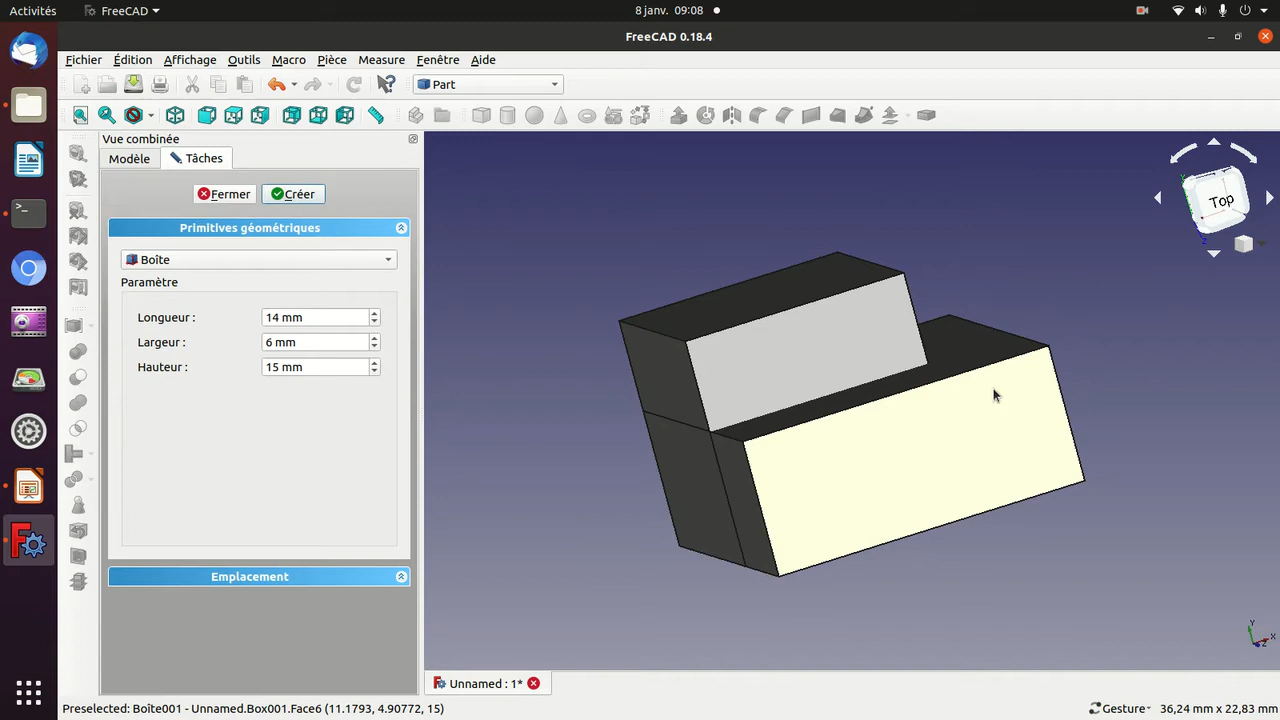 Activités
FreeCAD
8 janv. 09:08
FreeCAD 0.18.4
Fichier Édition Affichage Outils Macro Pièce Measure Fenêtre Aide
Part
Vue combinée
Modèle
Tâches
Fermer
Créer
Primitives géométriques
Boîte
Paramètre
Longueur : 14 mm
Largeur : 6 mm
Hauteur : 15 mm
Emplacement
Top
Y
Z
Y
X
Z
Unnamed : 1*
Preselected: Boîte001 - Unnamed.Box001.Face6 (11.1793, 4.90772, 15)
Gesture
36,24 mm x 22,83 mm